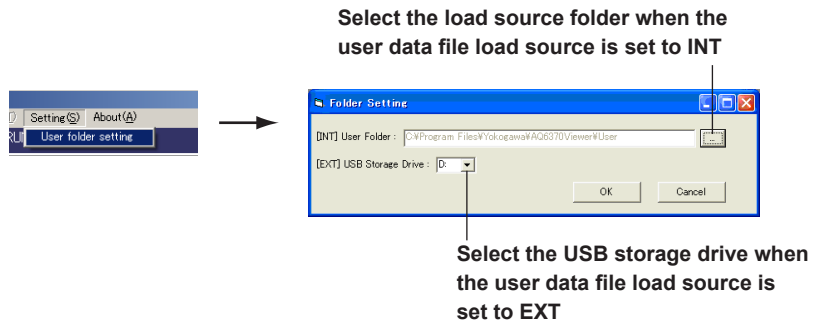 Select the load source folder when the
user data file load source is set to INT
Setting(S) About(A)
User folder setting
Folder Setting
[INT] User Folder : C:¥Program Files¥Yokogawa¥AQ6370Viewer¥User
...
[EXT] USB Storage Drive : D:
OK Cancel
Select the USB storage drive when
the user data file load source is
set to EXT